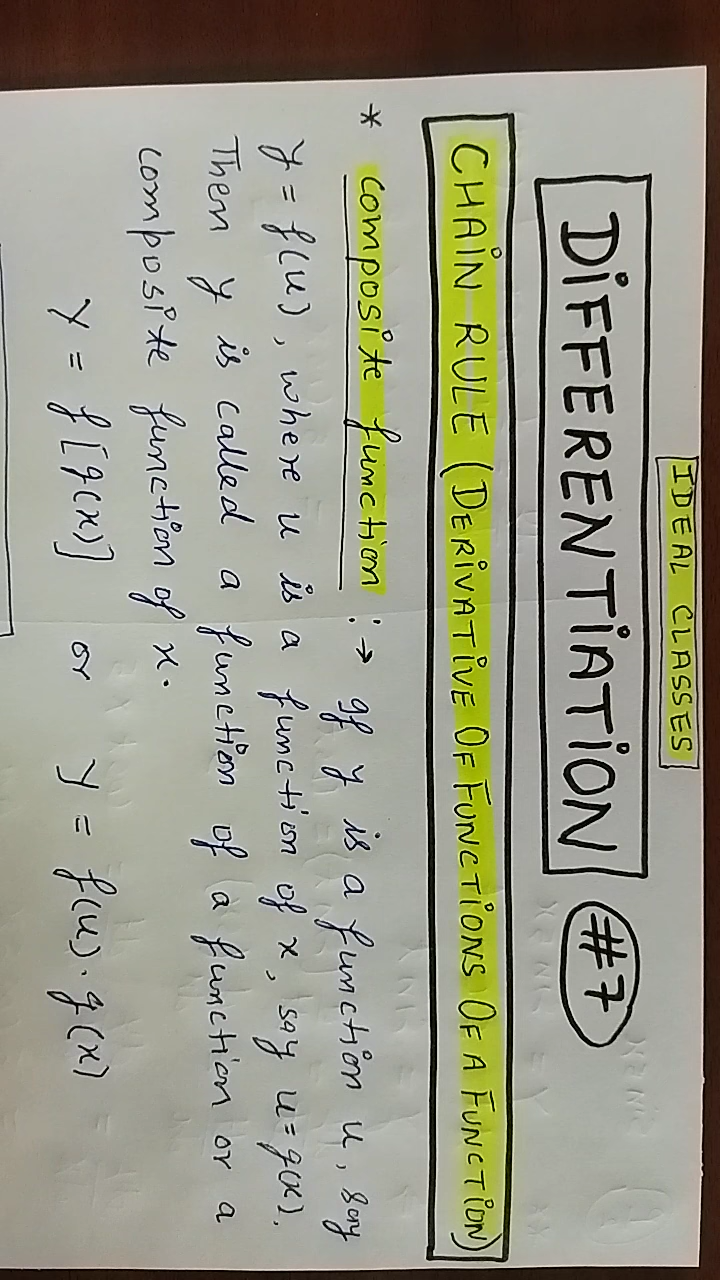 IDEAL CLASSES
DIFFERENTIATION #7
CHAIN RULE (DERIVATIVE OF FUNCTIONS OF A FUNCTION)
* composite function :→ If y is a function u, say
y = f(u), where u is a function of x, say u = g(x).
Then y is called a function of a function or a
composite function of x.
y = f[g(x)] or y = f(u). g(x)